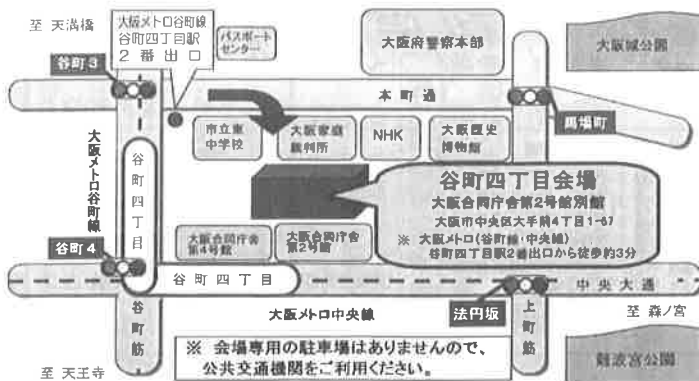 至 天満橋
大阪メトロ谷町線
谷町四丁目駅
2 番 出 口
パスポート
センター
大阪府警察本部
大阪城公園
谷町3
本 町 通
馬場町
市立東
中学校
大阪家庭
裁判所
NHK
大阪歴史
博物館
大阪メトロ谷町線
谷町四丁目
谷町四丁目会場
大阪合同庁舎第2号館別館
大阪市中央区大手前4丁目1-67
※ 大阪メトロ(谷町線・中央線)
谷町四丁目駅2番出口から徒歩約3分
大阪合同庁舎
第4号館
大阪合同庁舎
第2号館
谷町4
谷 町 四 丁 目
中 央 大 通
法円坂
谷町筋
大阪メトロ中央線
上町筋
至 森ノ宮
※ 会場専用の駐車場はありませんので、
公共交通機関をご利用ください。
至 天王寺
難波宮公園